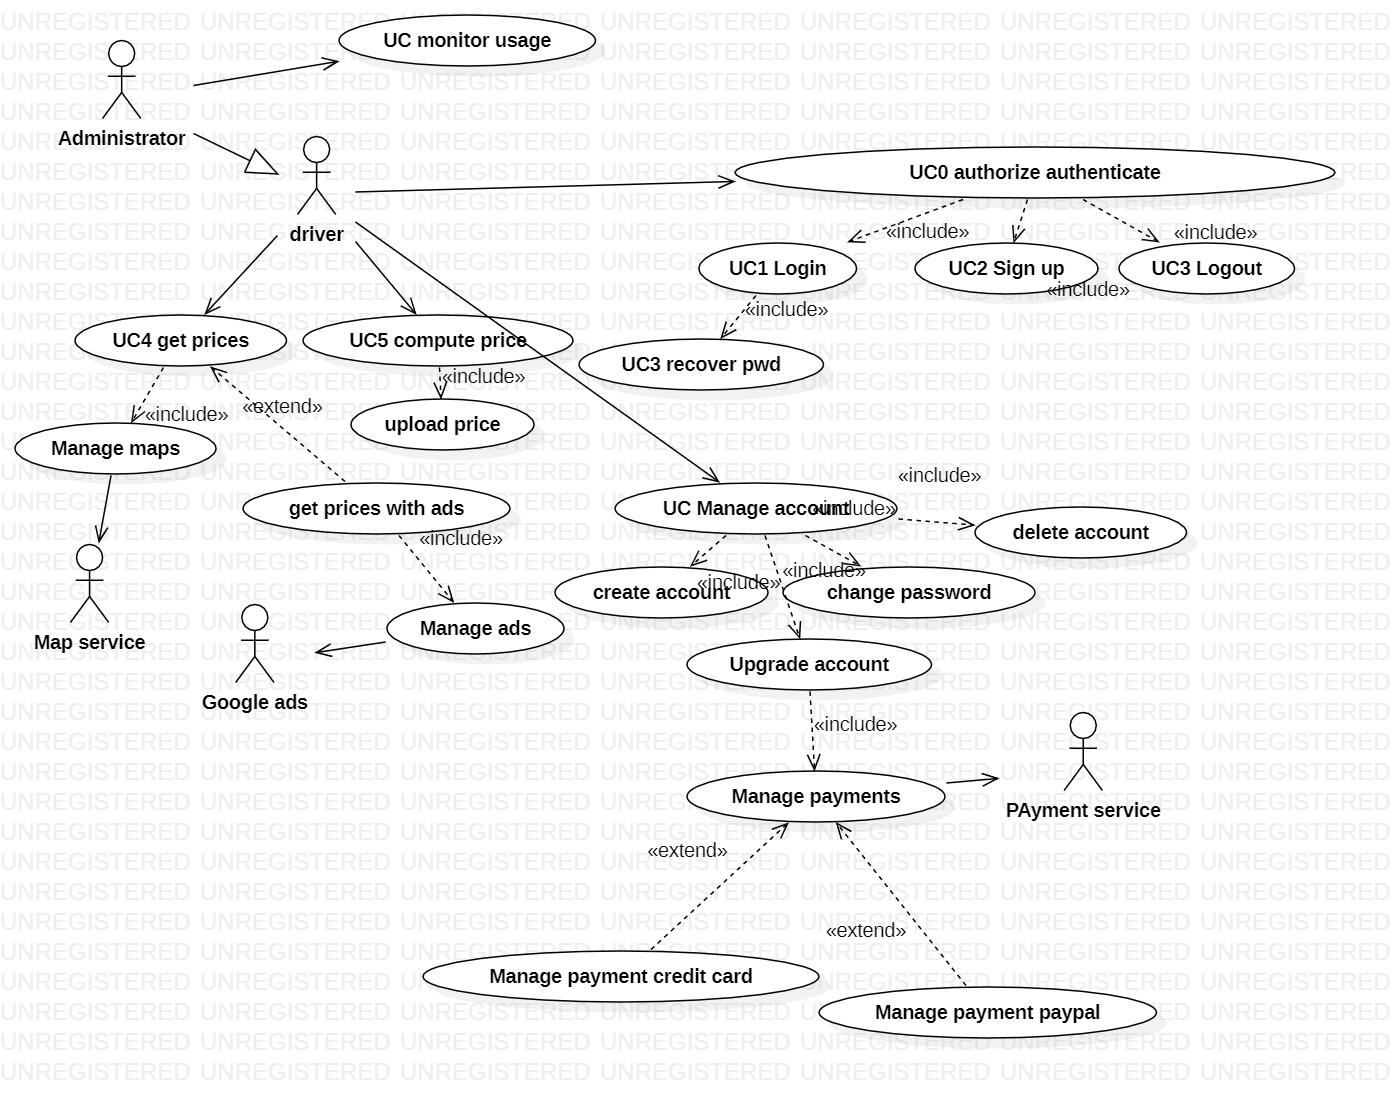 UC monitor usage
Administrator
driver
UC0 authorize authenticate
«include»
«include»
UC1 Login
UC2 Sign up
UC3 Logout
«include»
«include»
UC4 get prices
UC5 compute price
UC3 recover pwd
«include»
«include»
«extend»
upload price
Manage maps
«include»
get prices with ads
UC Manage account
«include»
delete account
«include»
«include»
«include»
create account
change password
Manage ads
Map service
Upgrade account
Google ads
«include»
Manage payments
PAyment service
«extend»
«extend»
Manage payment credit card
Manage payment paypal
UNREGISTERED